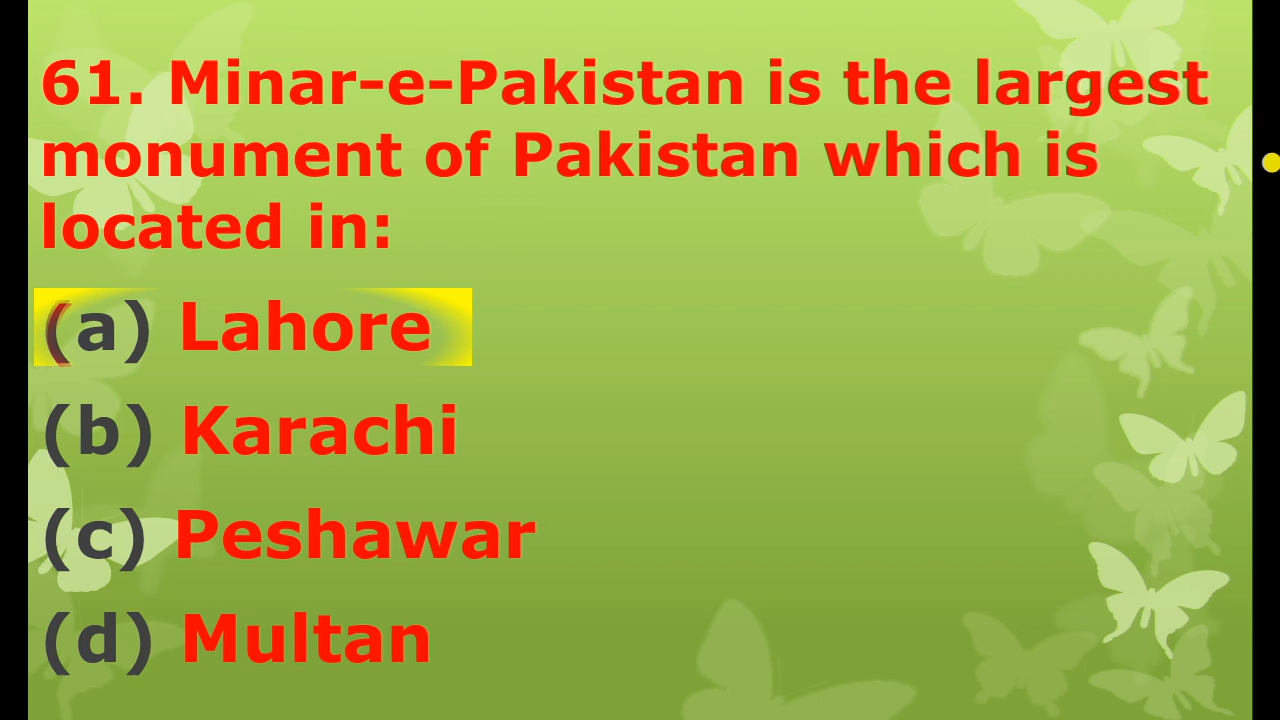 61. Minar-e-Pakistan is the largest
monument of Pakistan which is
located in:
(a) Lahore
(b) Karachi
(c) Peshawar
(d) Multan